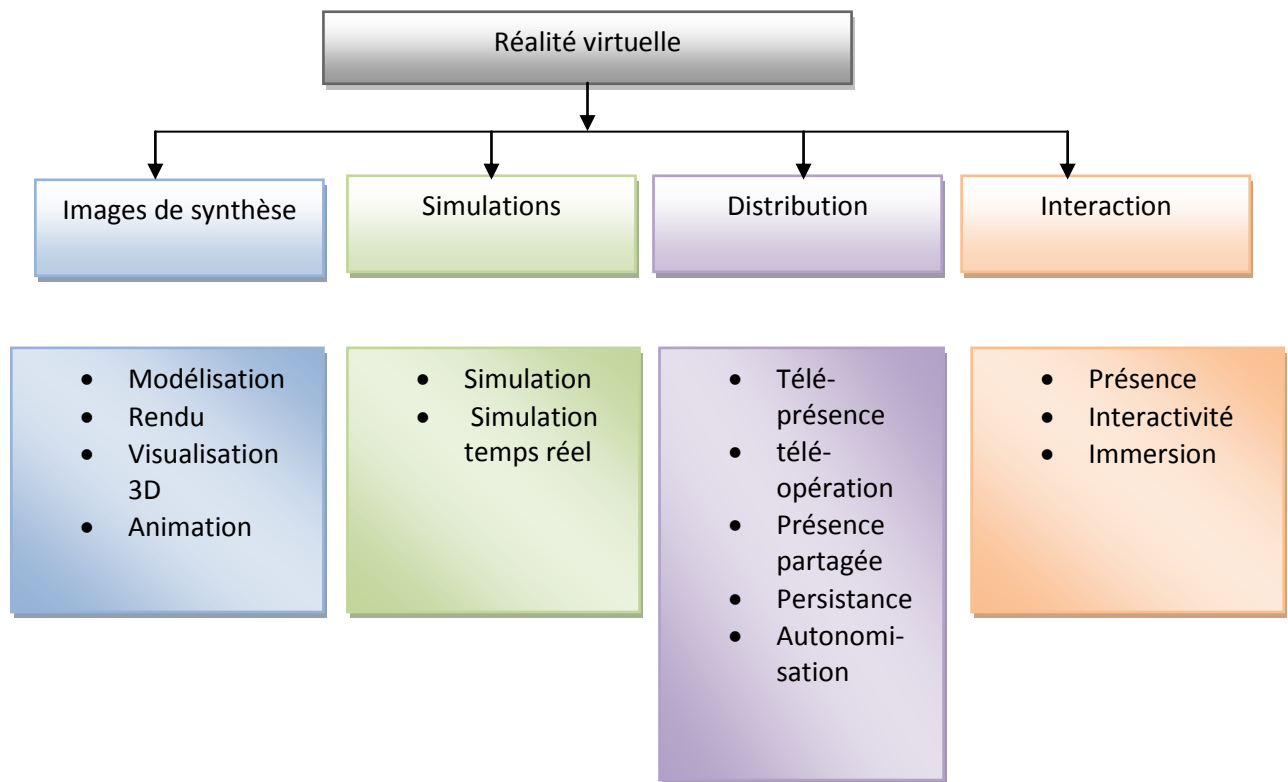 Réalité virtuelle
Images de synthèse
Simulations
Distribution
Interaction
• Modélisation
• Rendu
• Visualisation
3D
• Animation
• Simulation
• Simulation
temps réel
• Télé-
présence
• télé-
opération
• Présence
partagée
• Persistance
• Autonomi-
sation
• Présence
• Interactivité
• Immersion